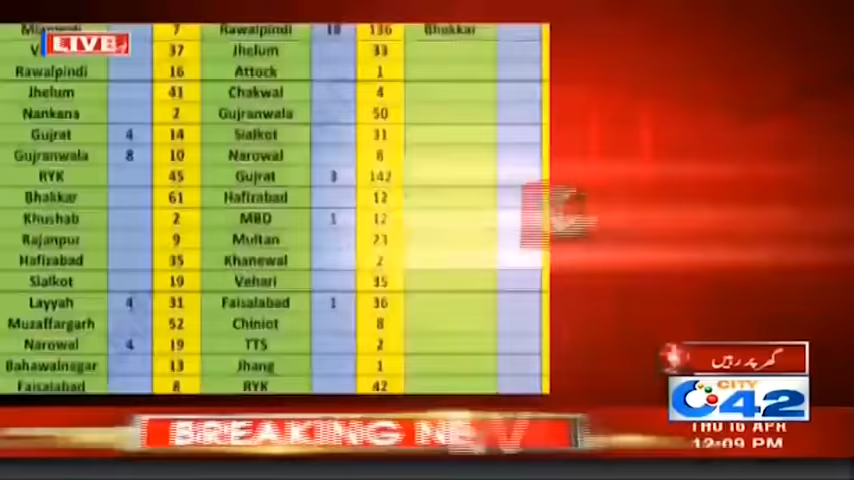 7 Rawalpindi 18 136 Bhakkar
LIVE
37 Jhelum 33
Rawalpindi 16 Attock 1
Jhelum 41 Chakwal 4
Nankana 2 Gujranwala 50
Gujrat 4 14 Sialkot 31
Gujranwala 8 10 Narowal 8
RYK 45 Gujrat 3 142
Bhakkar 61 Hafizabad 12
Khushab 2 MBD 1 12
Rajanpur 9 Multan 23
Hafizabad 35 Khanewal 2
Sialkot 19 Vehari 35
Layyah 4 31 Faisalabad 1 36
Muzaffargarh 52 Chiniot 8
Narowal 4 19 TTS 2
Bahawalnagar 13 Jhang 1
Faisalabad 8 RYK 42
گھر پر رہیں
CITY
42
BREAKING
THU 16 APR
12:09 PM